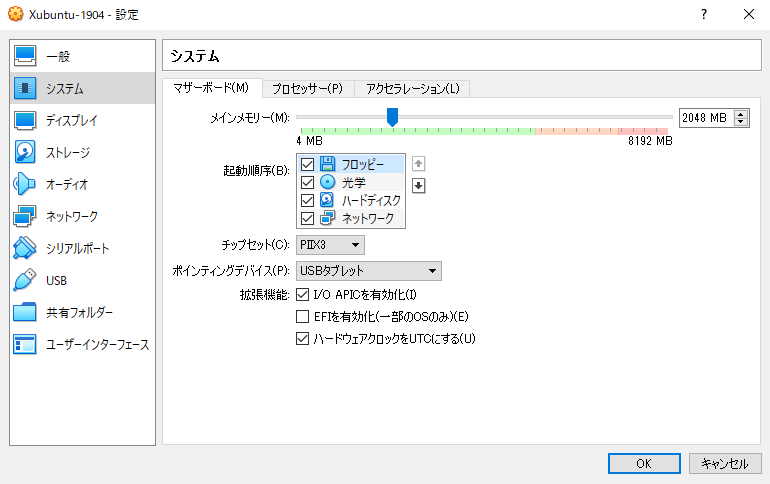 Xubuntu-1904 - 設定
?
一般
システム
ディスプレイ
ストレージ
オーディオ
ネットワーク
シリアルポート
USB
共有フォルダー
ユーザーインターフェース
システム
マザーボード(M)
プロセッサー(P)
アクセラレーション(L)
メインメモリー(M):
2048 MB
4 MB
8192 MB
起動順序(B):
フロッピー
光学
ハードディスク
ネットワーク
チップセット(C):
PIIX3
ポインティングデバイス(P):
USBタブレット
拡張機能:
I/O APICを有効化(I)
EFIを有効化(一部のOSのみ)(E)
ハードウェアクロックをUTCにする(U)
OK
キャンセル